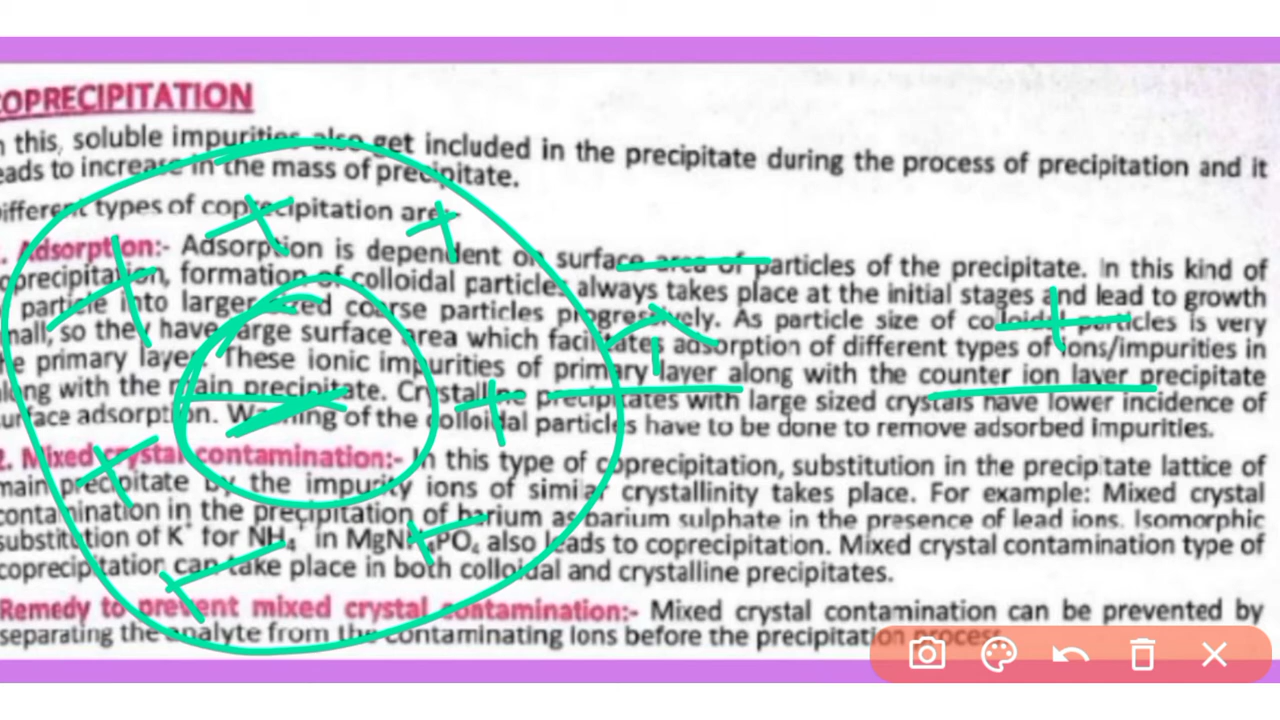 OPRECIPITATION
this, soluble impurities also get included in the precipitate during the process of precipitation and it
eads to increase in the mass of precipitate.
ifferent types of coprecipitation are:-
. Adsorption:- Adsorption is dependent on surface area of particles of the precipitate. In this kind of
oprecipitation, formation of colloidal particles always takes place at the initial stages and lead to growth
particle into larger sized coarse particles progressively. As particle size of colloidal particles is very
mall, so they have large surface area which facilitates adsorption of different types of ions/impurities in
e primary layer. These ionic impurities of primary layer along with the counter ion layer precipitate
long with the main precipitate. Crystalline precipitates with large sized crystals have lower incidence of
urface adsorption. Washing of the colloidal particles have to be done to remove adsorbed impurities.
2. Mixed crystal contamination:- In this type of coprecipitation, substitution in the precipitate lattice of
main precipitate by the impurity ions of similar crystallinity takes place. For example: Mixed crystal
contamination in the precipitation of barium as barium sulphate in the presence of lead ions. Isomorphic
substitution of K⁺ for NH₄⁺ in MgNH₄PO₄ also leads to coprecipitation. Mixed crystal contamination type of
coprecipitation can take place in both colloidal and crystalline precipitates.
Remedy to prevent mixed crystal contamination:- Mixed crystal contamination can be prevented by
separating the analyte from the contaminating Ions before the precipitation process.